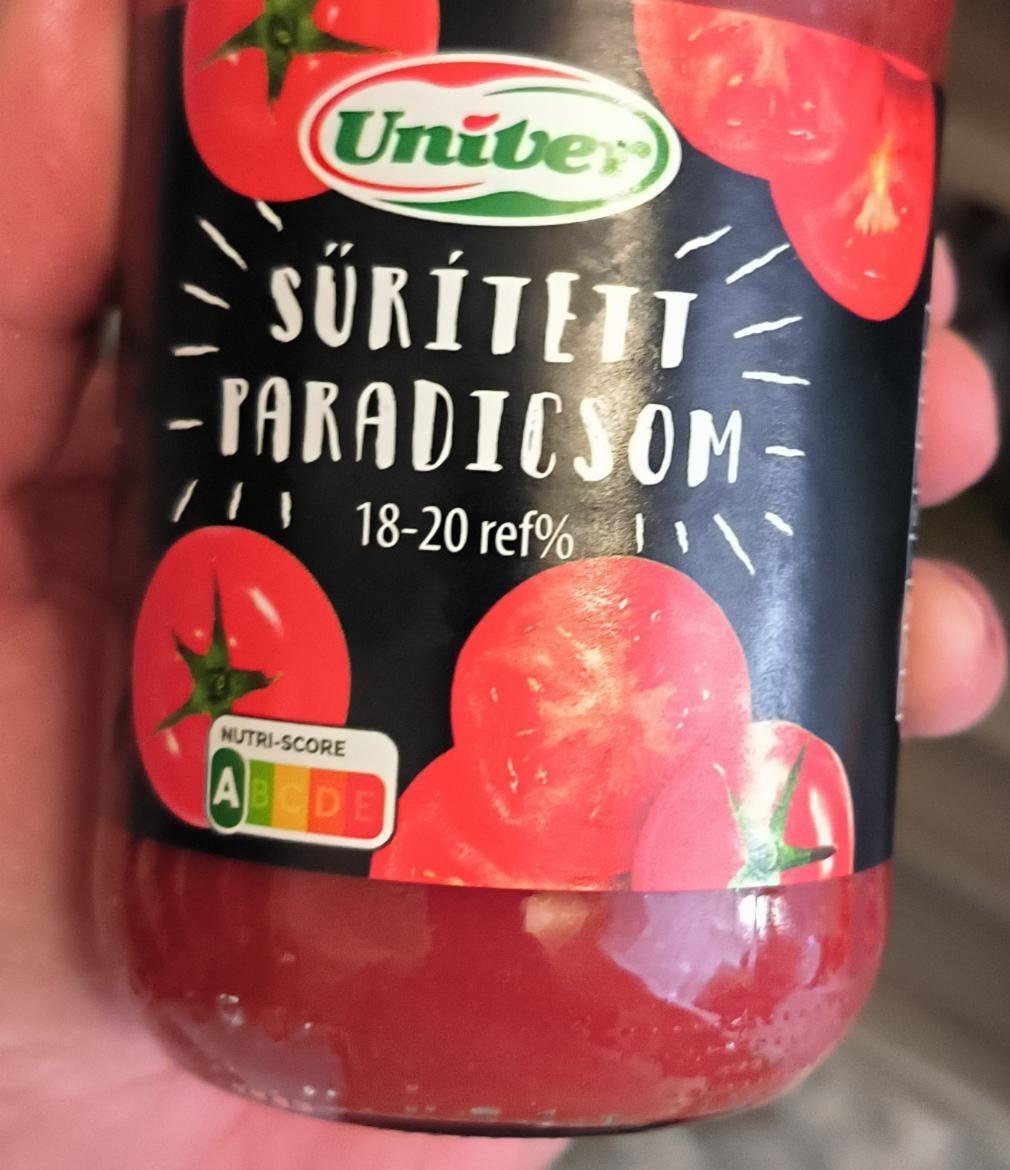 Univer
SŰRÍTETT
PARADICSOM
18-20 ref%
NUTRI-SCORE
A B C D E